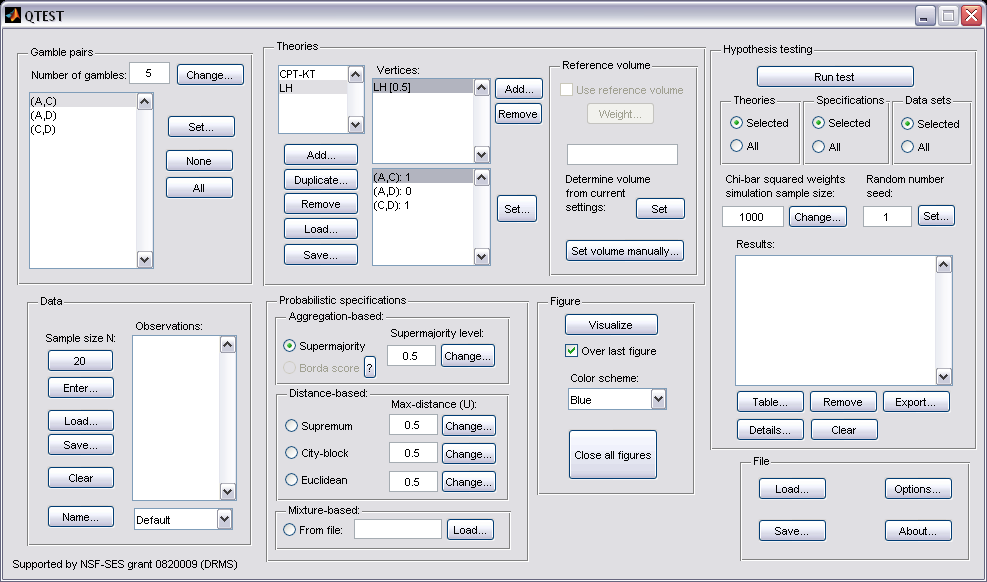 QTEST
Gamble pairs
Number of gambles: 5 Change...
(A,C)
(A,D)
(C,D)
Set...
None
All
Theories
CPT-KT
LH
Add...
Duplicate...
Remove
Load...
Save...
Vertices:
LH [0.5]
Add...
Remove
(A,C): 1
(A,D): 0
(C,D): 1
Set...
Reference volume
Use reference volume
Weight...
Determine volume
from current
settings:
Set
Set volume manually...
Hypothesis testing
Run test
Theories
Selected
All
Specifications
Selected
All
Data sets
Selected
All
Chi-bar squared weights
simulation sample size:
1000 Change...
Random number
seed:
1 Set...
Results:
Table... Remove Export...
Details... Clear
Data
Sample size N:
20
Enter...
Load...
Save...
Clear
Name...
Observations:
Default
Probabilistic specifications
Aggregation-based:
Supermajority
Borda score ?
Supermajority level:
0.5 Change...
Distance-based:
Max-distance (U):
Supremum 0.5 Change...
City-block 0.5 Change...
Euclidean 0.5 Change...
Mixture-based:
From file: Load...
Figure
Visualize
Over last figure
Color scheme:
Blue
Close all figures
File
Load... Options...
Save... About...
Supported by NSF-SES grant 0820009 (DRMS)